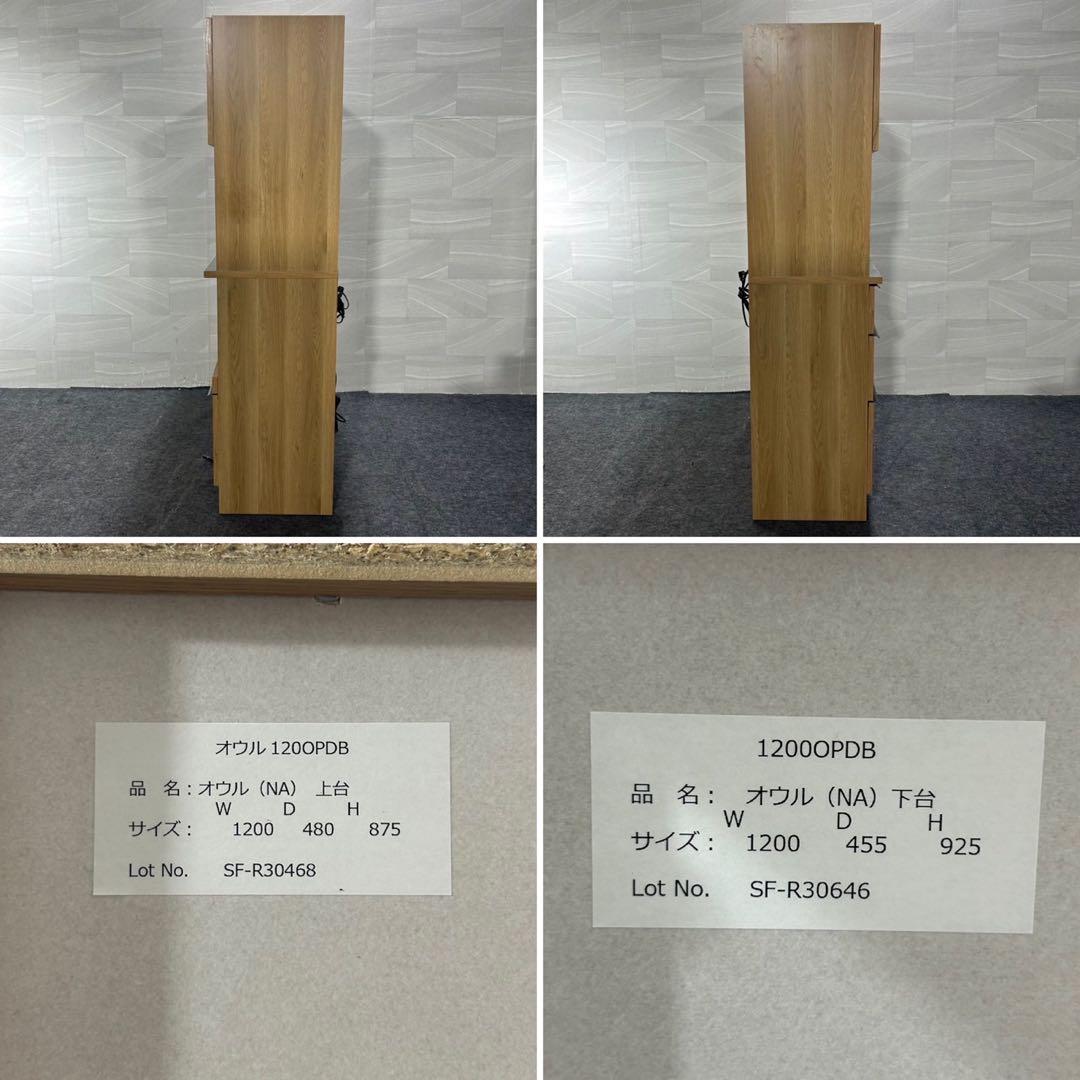 オウル 120OPDB
品　名：オウル（NA）　上台
W D H
サイズ： 1200 480 875
Lot No. SF-R30468
1200OPDB
品　名： オウル（NA）下台
W D H
サイズ： 1200 455 925
Lot No. SF-R30646